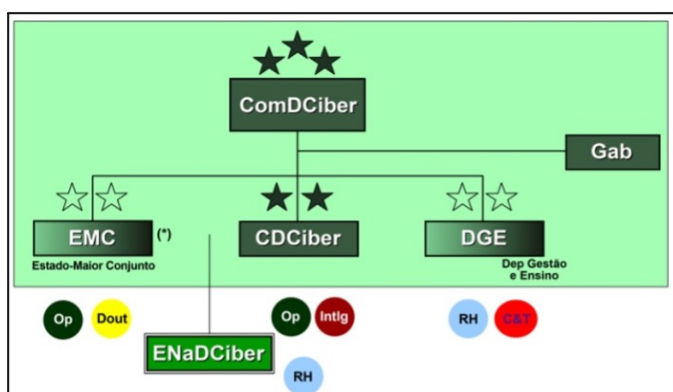 ComDCiber
Gab
EMC
(*)
CDCiber
DGE
Estado-Maior Conjunto
Dep Gestão
e Ensino
Op
Dout
Op
Intlg
RH
C&T
ENaDCiber
RH